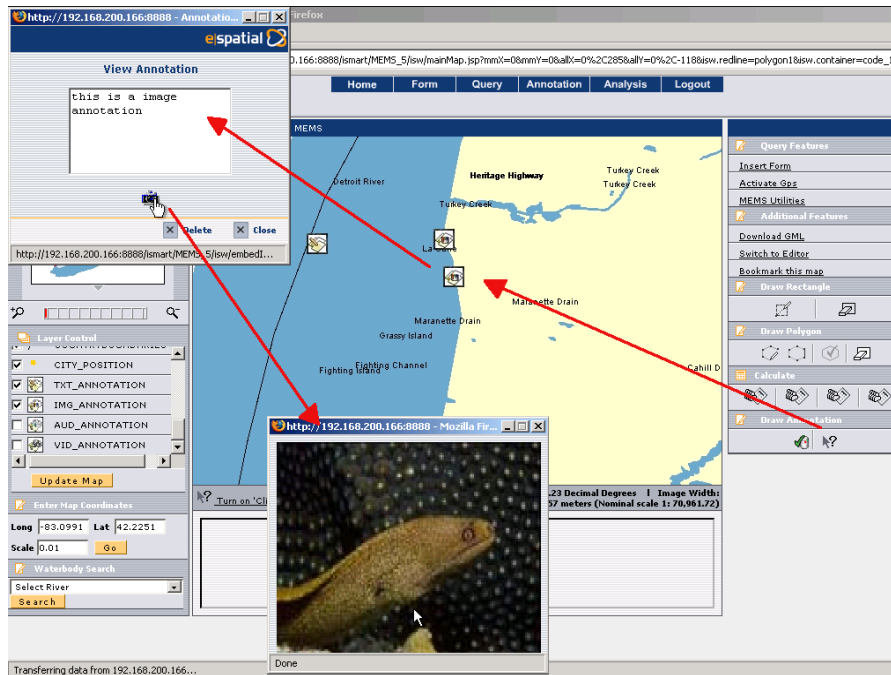 http://192.168.200.166:8888 - Annotatio...
e|spatial
View Annotation
this is a image
annotation
Delete
Close
http://192.168.200.166:8888/ismart/MEMS_5/isw/embedI...
Firefox
0.166:8888/ismart/MEMS_5/isw/mainMap.jsp?mmX=0&mmY=0&allX=0%2C285&allY=0%2C-118&isw.redline=polygon1&isw.container=code_1
Home Form Query Annotation Analysis Logout
MEMS
Detroit River
Heritage Highway
Turkey Creek
Turkey Creek
Turkey Creek
Maranette Drain
Maranette Drain
Grassy Island
Fighting Channel
Fighting Island
Cahill D
Layer Control
CITY_POSITION
TXT_ANNOTATION
IMG_ANNOTATION
AUD_ANNOTATION
VID_ANNOTATION
Update Map
Enter Map Coordinates
Long -83.0991 Lat 42.2251
Scale 0.01 Go
Waterbody Search
Select River
Search
Turn on 'Cli
.23 Decimal Degrees | Image Width:
57 meters (Nominal scale 1: 70,961.72)
http://192.168.200.166:8888 - Mozilla Fir...
Done
Query Features
Insert Form
Activate Gps
MEMS Utilities
Additional Features
Download GML
Switch to Editor
Bookmark this map
Draw Rectangle
Draw Polygon
Calculate
Draw Annotation
Transferring data from 192.168.200.166...